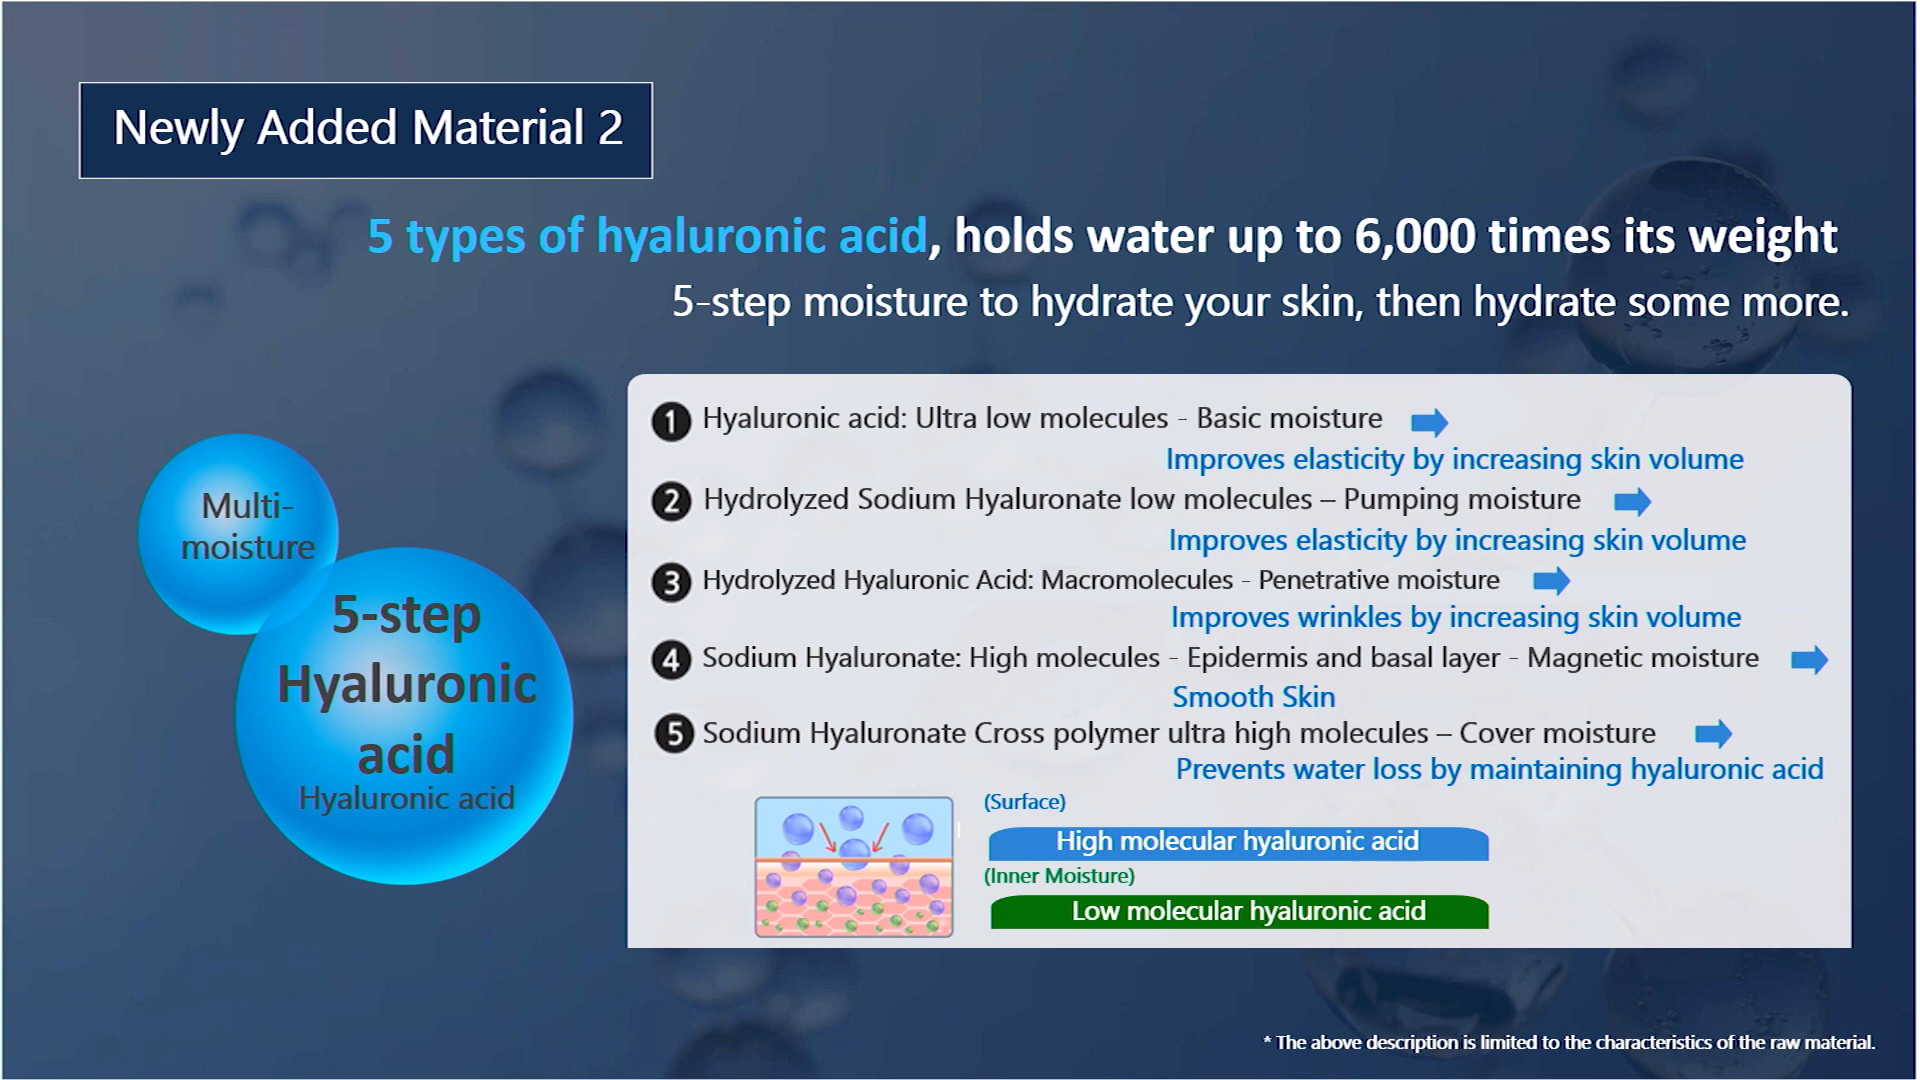 Newly Added Material 2
5 types of hyaluronic acid, holds water up to 6,000 times its weight
5-step moisture to hydrate your skin, then hydrate some more.
Multi-
moisture
5-step
Hyaluronic
acid
Hyaluronic acid
1 Hyaluronic acid: Ultra low molecules - Basic moisture
Improves elasticity by increasing skin volume
2 Hydrolyzed Sodium Hyaluronate low molecules – Pumping moisture
Improves elasticity by increasing skin volume
3 Hydrolyzed Hyaluronic Acid: Macromolecules - Penetrative moisture
Improves wrinkles by increasing skin volume
4 Sodium Hyaluronate: High molecules - Epidermis and basal layer - Magnetic moisture
Smooth Skin
5 Sodium Hyaluronate Cross polymer ultra high molecules – Cover moisture
Prevents water loss by maintaining hyaluronic acid
(Surface)
High molecular hyaluronic acid
(Inner Moisture)
Low molecular hyaluronic acid
* The above description is limited to the characteristics of the raw material.